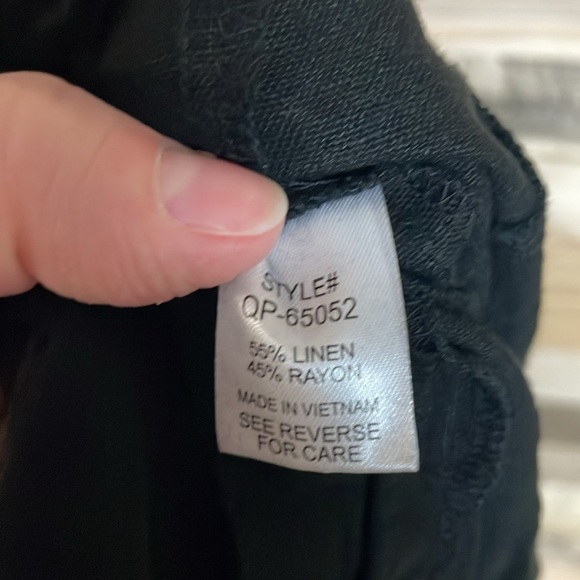 STYLE#
QP-65052
55% LINEN
45% RAYON
MADE IN VIETNAM
SEE REVERSE
FOR CARE